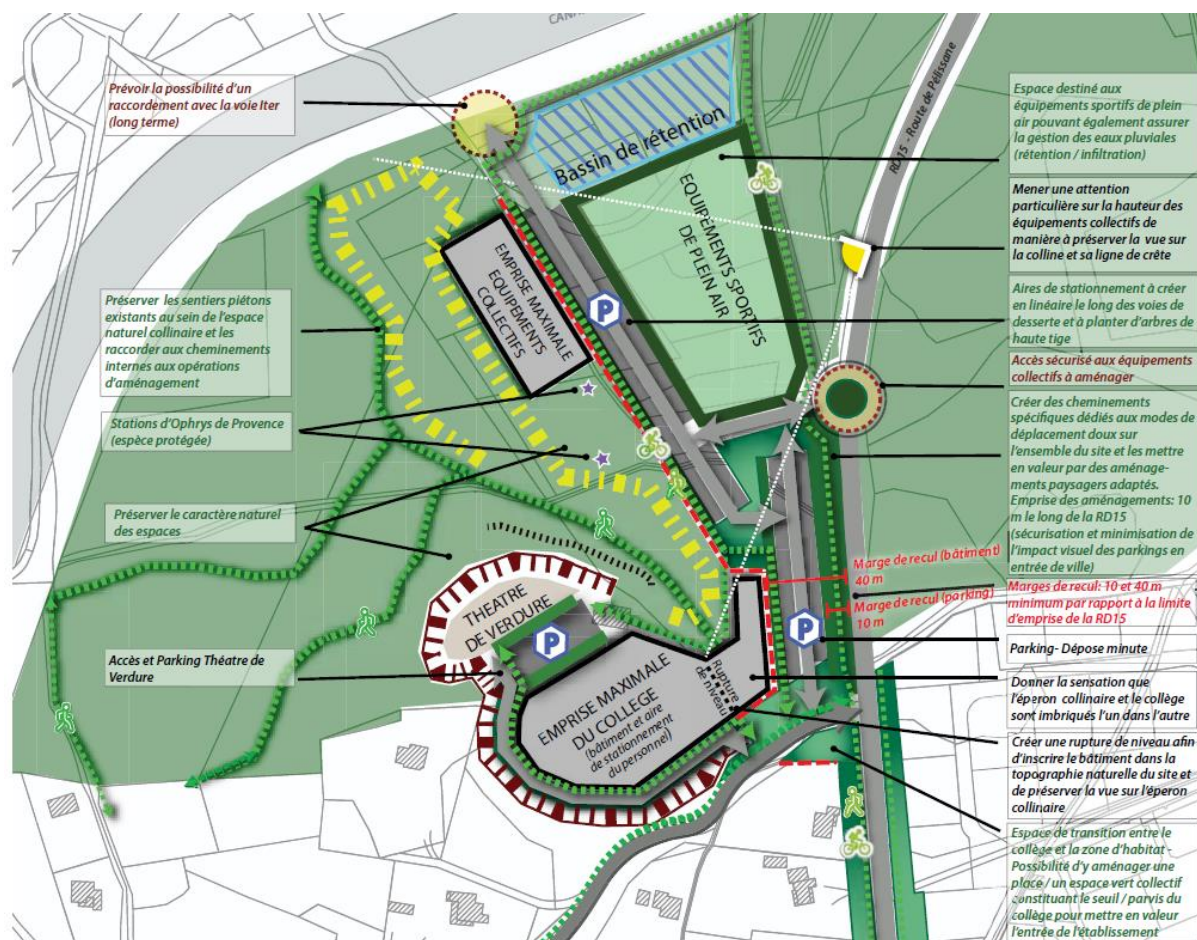 CANA
Prévoir la possibilité d'un
raccordement avec la voie Iter
(long terme)
Bassin de rétention
RD15 - Route de Pélissane
EQUIPEMENTS SPORTIFS
DE PLEIN AIR
EMPRISE MAXIMALE
EQUIPEMENTS
COLLECTIFS
P
Préserver les sentiers piétons
existants au sein de l'espace
naturel collinaire et les
raccorder aux cheminements
internes aux opérations
d'aménagement
Stations d'Ophrys de Provence
(espèce protégée)
Préserver le caractère naturel
des espaces
Accès et Parking Théatre de
Verdure
THEATRE
DE VERDURE
P
EMPRISE MAXIMALE
DU COLLEGE
(bâtiment et aire
de stationnement
du personnel)
Rupture
de niveau
P
Marge de recul (bâtiment)
40 m
Marge de recul (parking)
10 m
Espace destiné aux
équipements sportifs de plein
air pouvant également assurer
la gestion des eaux pluviales
(rétention / infiltration)
Mener une attention
particulière sur la hauteur des
équipements collectifs de
manière à préserver la vue sur
la colline et sa ligne de crête
Aires de stationnement à créer
en linéaire le long des voies de
desserte et à planter d'arbres de
haute tige
Accès sécurisé aux équipements
collectifs à aménager
Créer des cheminements
spécifiques dédiés aux modes de
déplacement doux sur
l'ensemble du site et les mettre
en valeur par des aménage-
ments paysagers adaptés.
Emprise des aménagements: 10
m le long de la RD15
(sécurisation et minimisation de
l'impact visuel des parkings en
entrée de ville)
Marges de recul: 10 et 40 m
minimum par rapport à la limite
d'emprise de la RD15
Parking- Dépose minute
Donner la sensation que
l'éperon collinaire et le collège
sont imbriqués l'un dans l'autre
Créer une rupture de niveau afin
d'inscrire le bâtiment dans la
topographie naturelle du site et
de préserver la vue sur l'éperon
collinaire
Espace de transition entre le
collège et la zone d'habitat -
Possibilité d'y aménager une
place / un espace vert collectif
constituant le seuil / parvis du
collège pour mettre en valeur
l'entrée de l'établissement